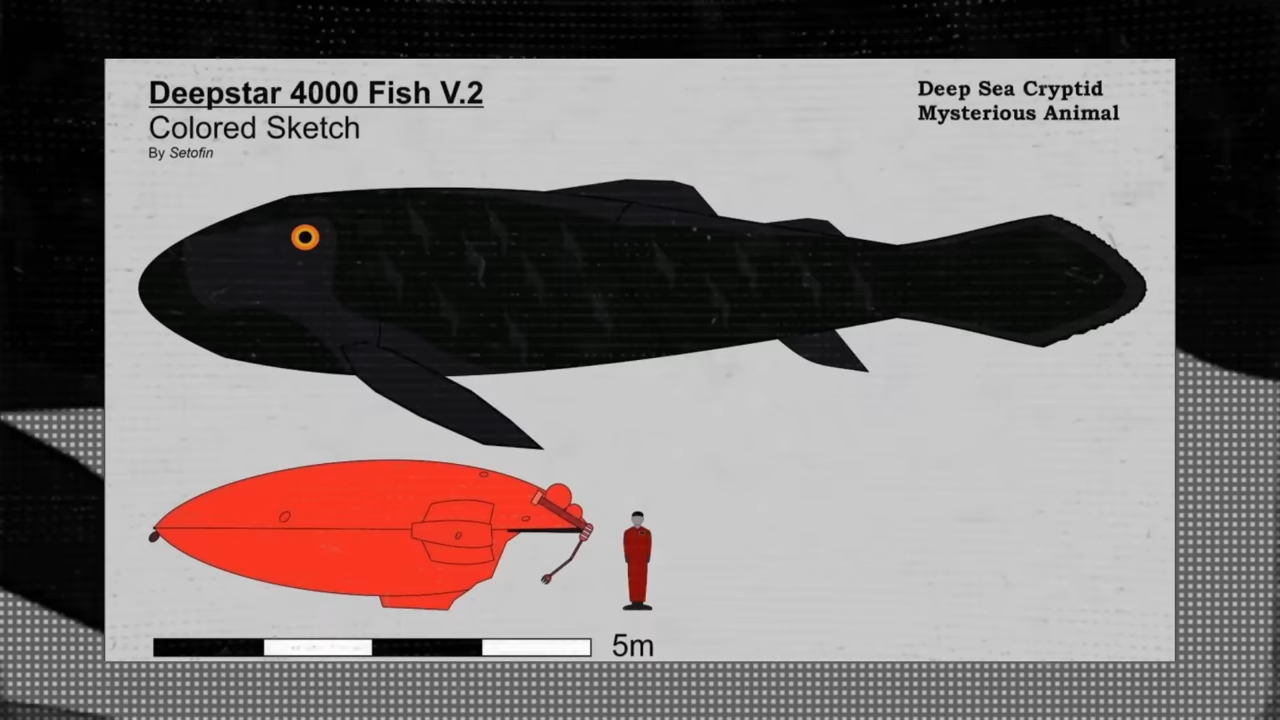 Deepstar 4000 Fish V.2
Colored Sketch
By Setofin
Deep Sea Cryptid
Mysterious Animal
5m